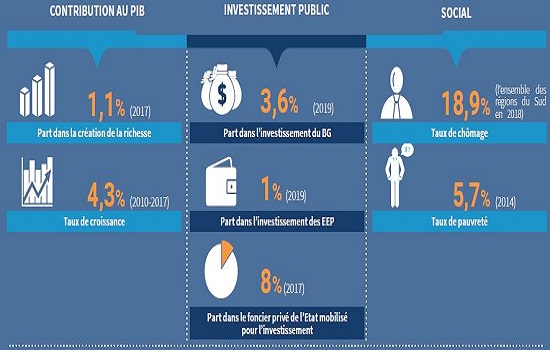 CONTRIBUTION AU PIB
1,1% (2017)
Part dans la création de la richesse
4,3% (2010-2017)
Taux de croissance
INVESTISSEMENT PUBLIC
$
3,6% (2019)
Part dans l'investissement du BG
1% (2019)
Part dans l'investissement des EEP
8% (2017)
Part dans le foncier privé de l'Etat mobilisé
pour l'investissement
SOCIAL
18,9% (l'ensemble des
régions du Sud
en 2018)
Taux de chômage
5,7% (2014)
Taux de pauvreté